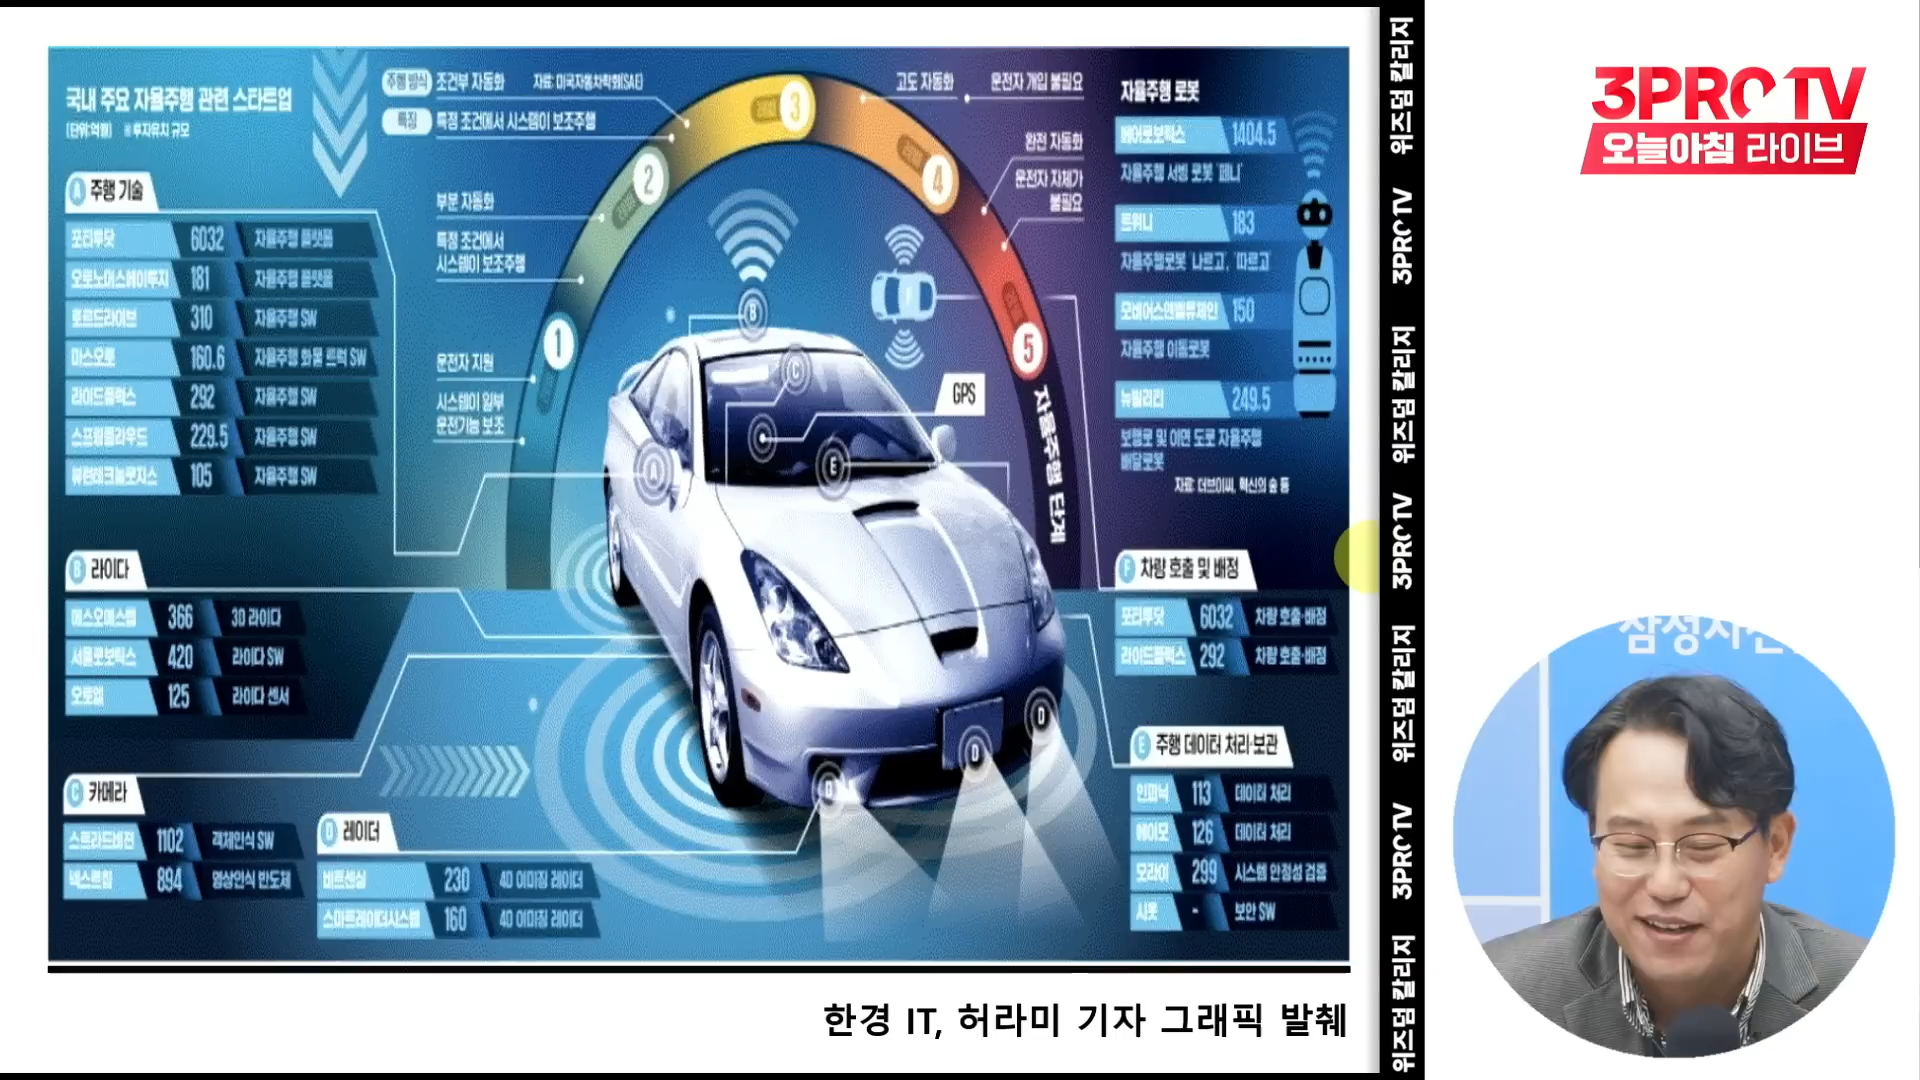 국내 주요 자율주행 관련 스타트업
(단위:억원) ※투자유치 규모
A 주행 기술
포티투닷 6032 자율주행 플랫폼
오토노머스에이투지 181 자율주행 플랫폼
토르드라이브 310 자율주행 SW
마스오토 160.6 자율주행 화물 트럭 SW
라이드플럭스 292 자율주행 SW
스프링클라우드 229.5 자율주행 SW
뷰런테크놀로지스 105 자율주행 SW
B 라이다
에스오에스랩 366 3D 라이다
서울로보틱스 420 라이다 SW
오토엘 125 라이다 센서
C 카메라
스트라드비젼 1102 객체인식 SW
넥스트칩 894 영상인식 반도체
D 레이더
비트센싱 230 4D 이미징 레이더
스마트레이더시스템 160 4D 이미징 레이더
주행 방식 조건부 자동화 자료: 미국자동차학회(SAE)
특징 특정 조건에서 시스템이 보조주행
부분 자동화
특정 조건에서
시스템이 보조주행
운전자 지원
시스템이 일부
운전기능 보조
1
2
레벨 3
4
5
고도 자동화 운전자 개입 불필요
완전 자동화
운전자 자체가
불필요
자율주행 단계
GPS
A
B
C
E
D
D
D
자율주행 로봇
베어로보틱스 1404.5
자율주행 서빙 로봇 '페니'
트위니 183
자율주행로봇 '나르고', '따르고'
모비어스앤밸류체인 150
자율주행 이동로봇
뉴빌리티 249.5
보행로 및 이면 도로 자율주행
배달로봇
자료: 더브이씨, 혁신의 숲 등
F 차량 호출 및 배정
포티투닷 6032 차량 호출·배정
라이드플럭스 292 차량 호출·배정
E 주행 데이터 처리·보관
인피닉 113 데이터 처리
에이모 126 데이터 처리
모라이 299 시스템 안정성 검증
시옷 - 보안 SW
한경 IT, 허라미 기자 그래픽 발췌
위즈덤 칼리지
3PROTV
위즈덤 칼리지
3PROTV
위즈덤 칼리지
3PROTV
위즈덤 칼리지
3PROTV
오늘아침 라이브